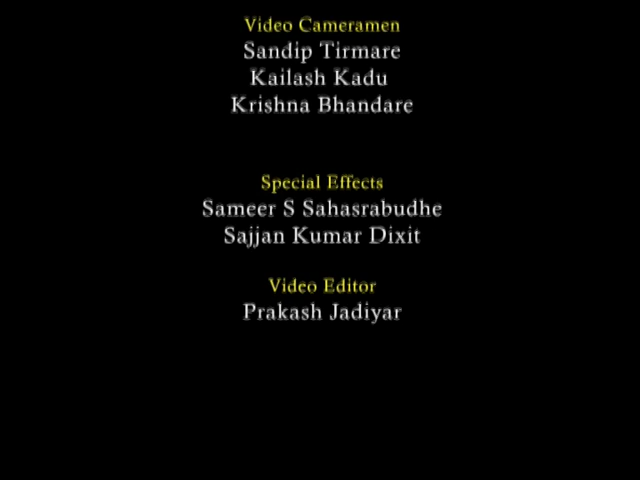 Video Cameramen
Sandip Tirmare
Kailash Kadu
Krishna Bhandare
Special Effects
Sameer S Sahasrabudhe
Sajjan Kumar Dixit
Video Editor
Prakash Jadiyar